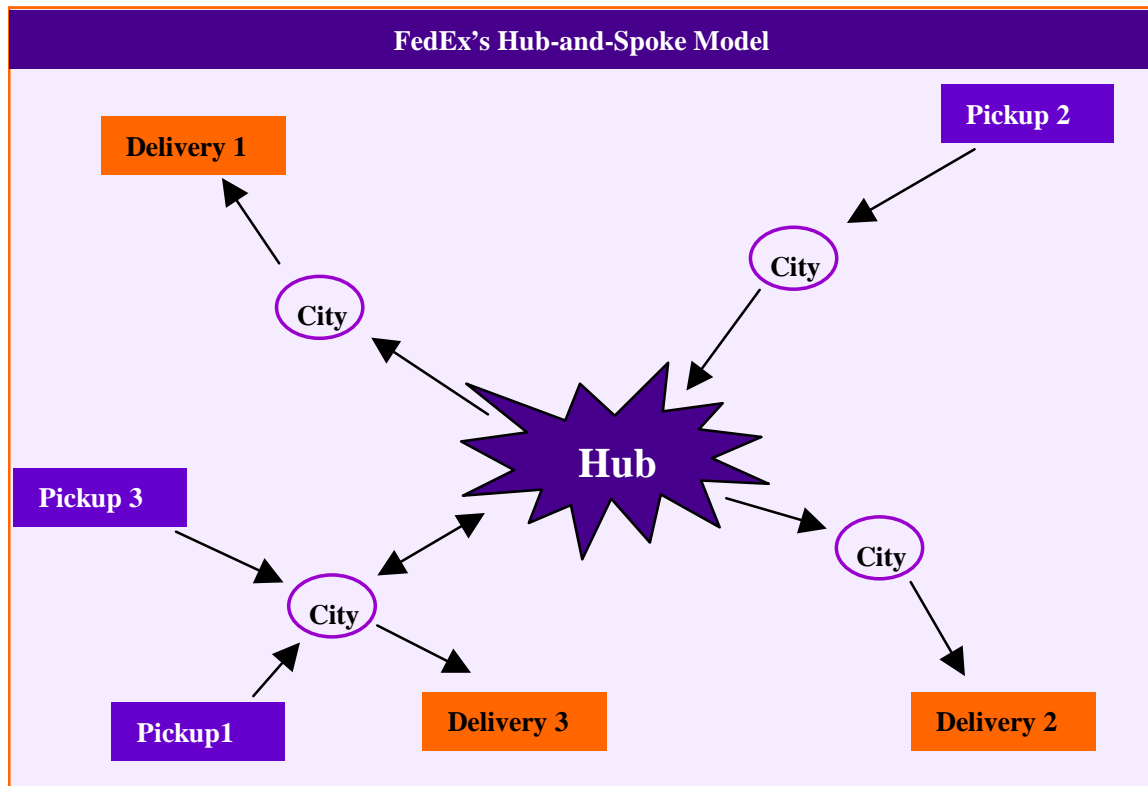 FedEx's Hub-and-Spoke Model
Pickup 2
Delivery 1
City
City
Hub
Pickup 3
City
City
Pickup1
Delivery 3
Delivery 2